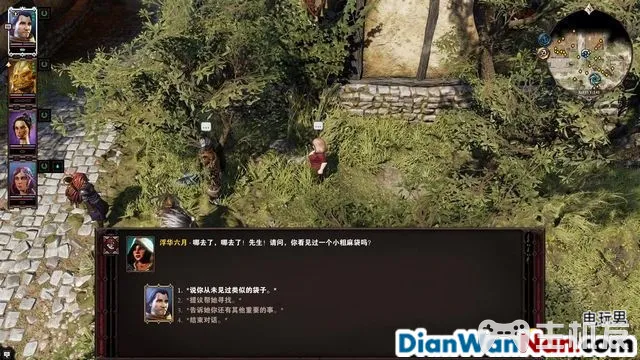 浮华六月 - 哪去了，哪去了！先生！请问，你看见过一个小粗麻袋吗？
1. *说你从未见过类似的袋子。*
2. *提议帮她寻找。*
3. *告诉她你还有其他重要的事。*
4. *结束对话。*
电玩男
DianWanNan.com